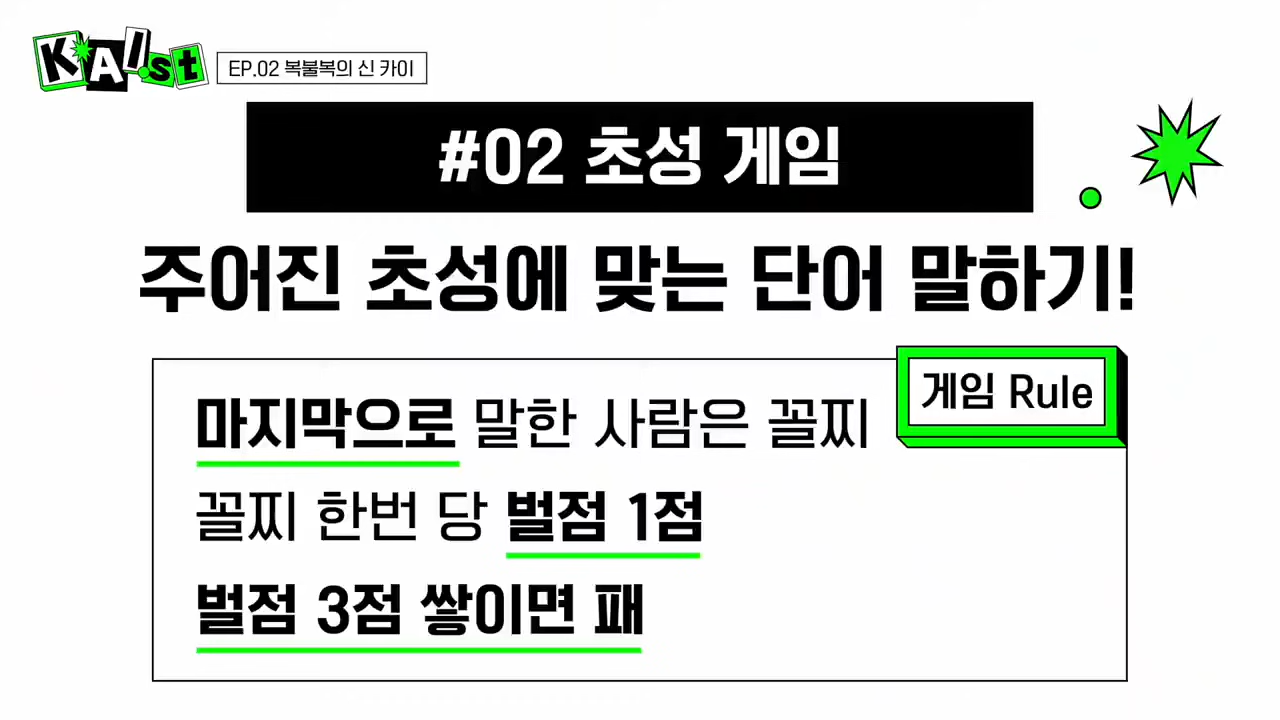 KAI.st
EP.02 복불복의 신 카이
#02 초성 게임
주어진 초성에 맞는 단어 말하기!
게임 Rule
마지막으로 말한 사람은 꼴찌
꼴찌 한번 당 벌점 1점
벌점 3점 쌓이면 패